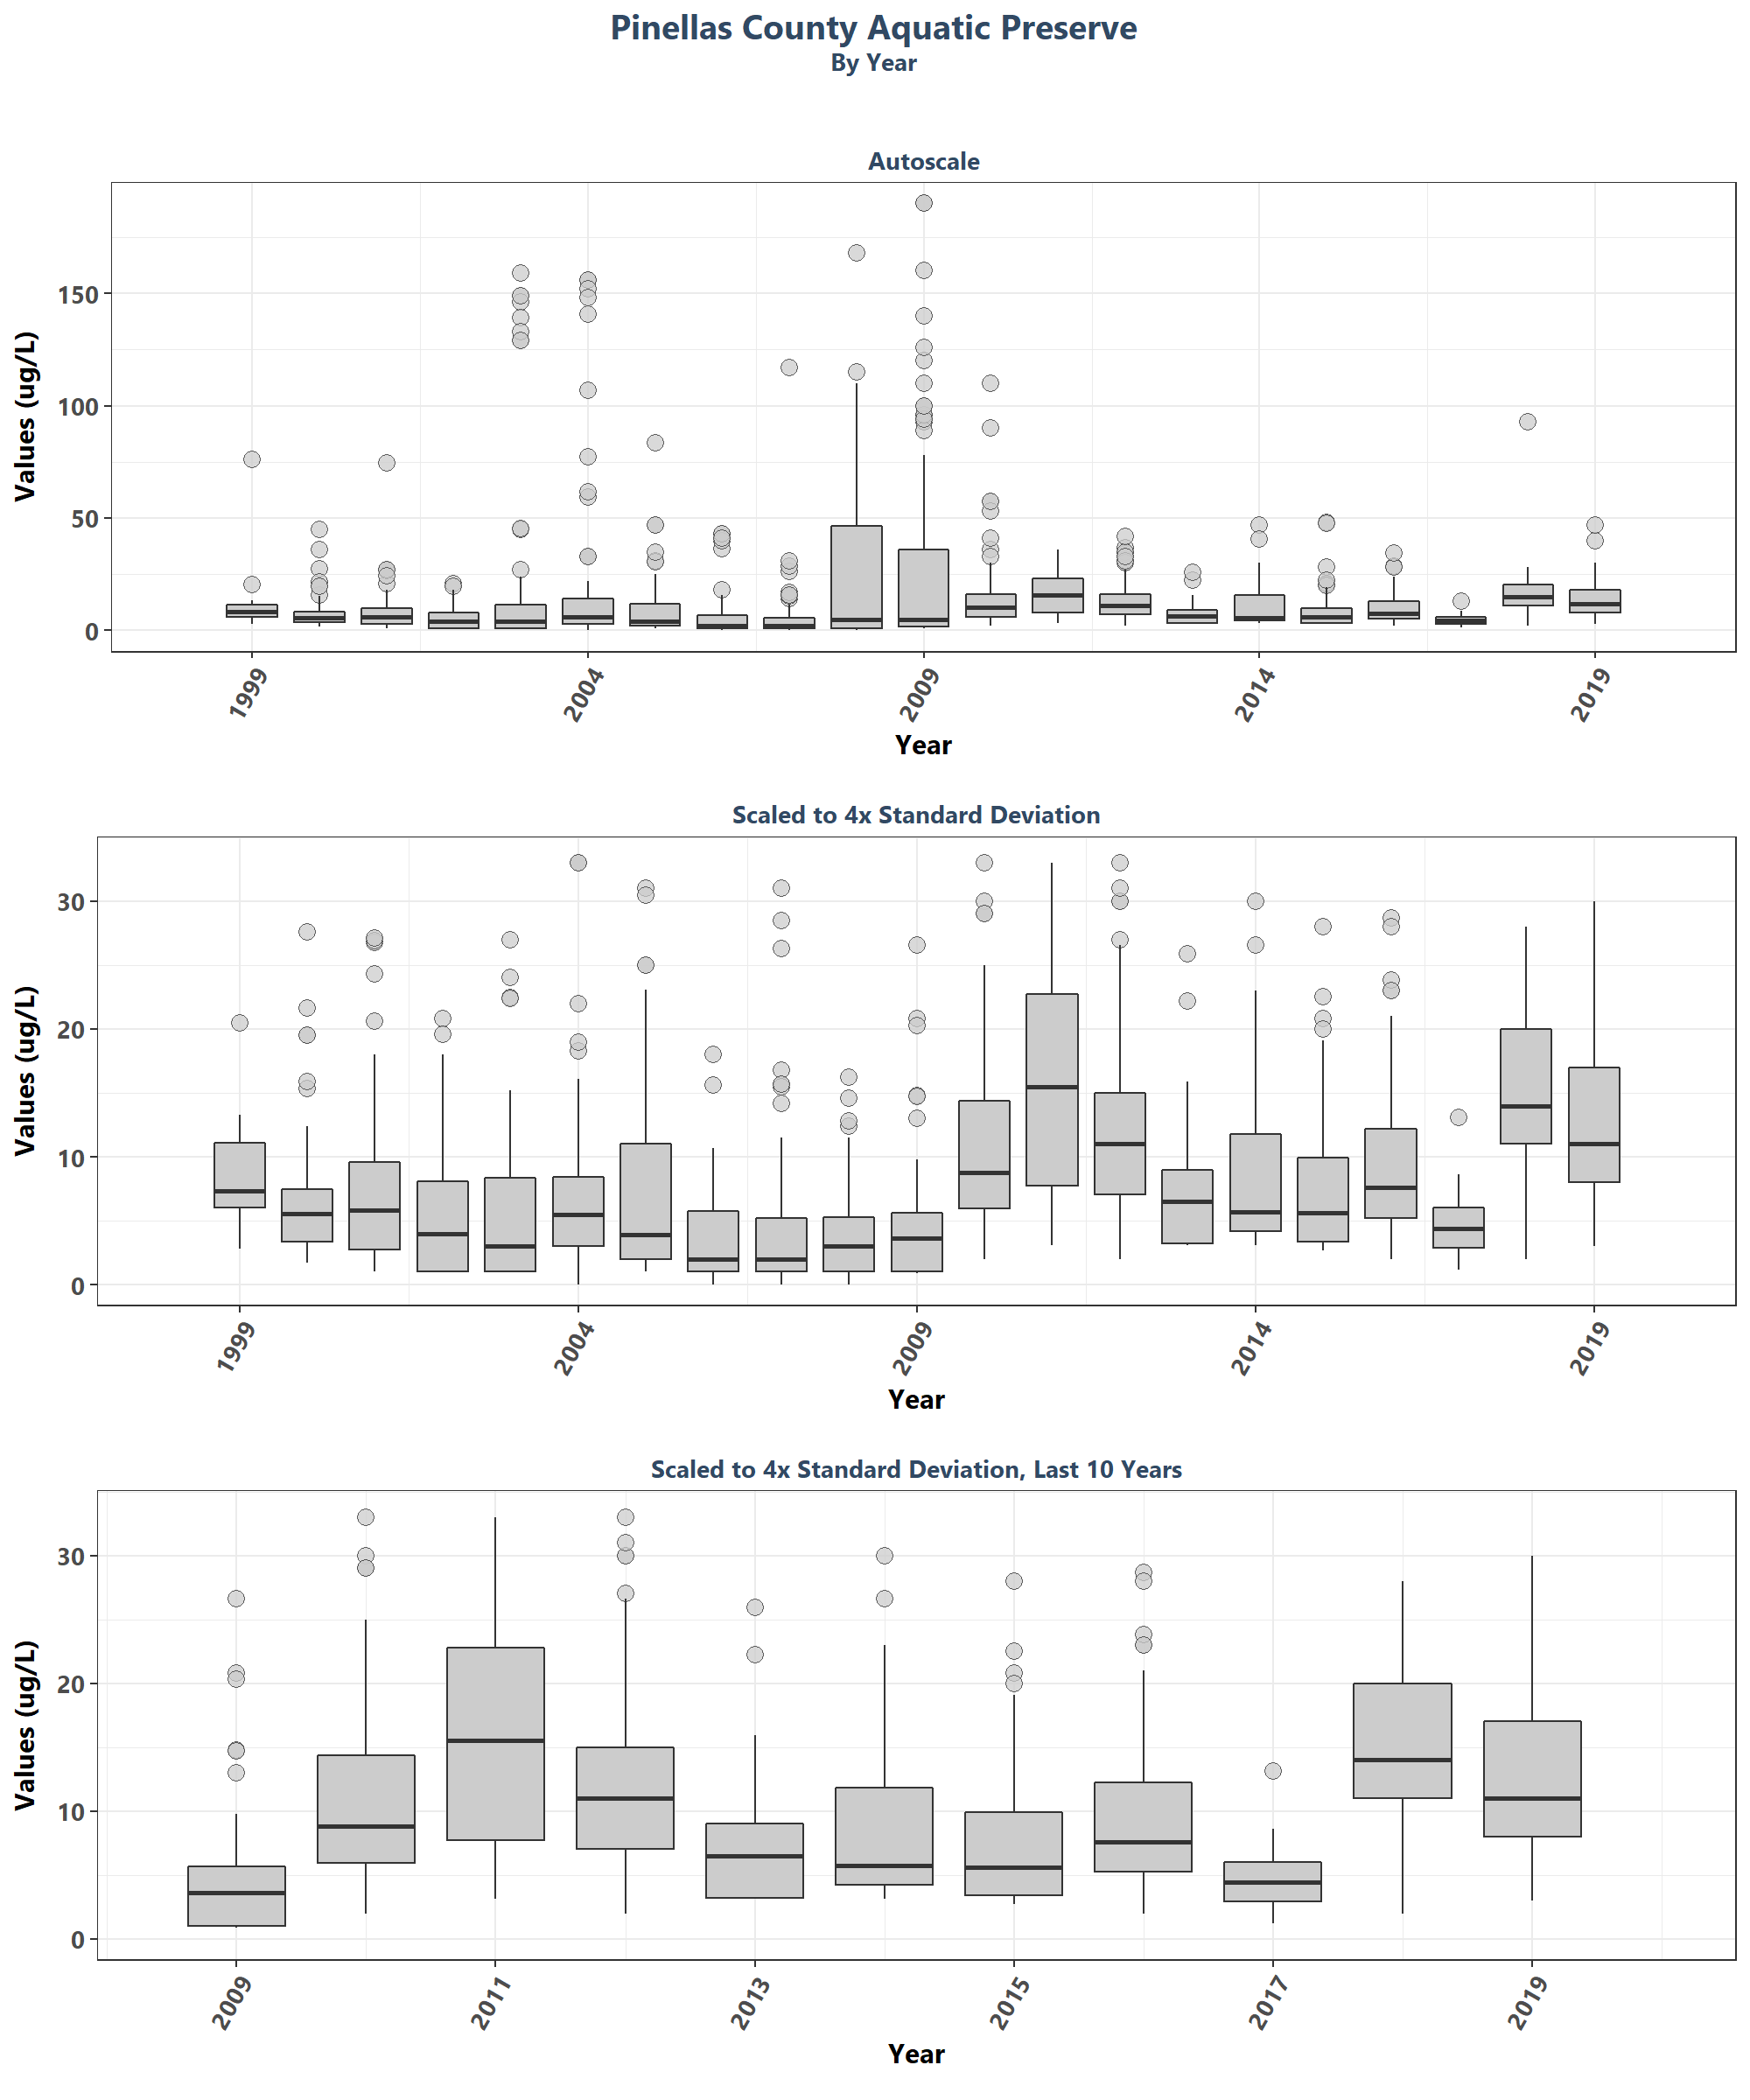 Pinellas County Aquatic Preserve
By Year
Autoscale
Values (ug/L)
150
100
50
0
1999
2004
2009
2014
2019
Year
Scaled to 4x Standard Deviation
Values (ug/L)
30
20
10
0
1999
2004
2009
2014
2019
Year
Scaled to 4x Standard Deviation, Last 10 Years
Values (ug/L)
30
20
10
0
2009
2011
2013
2015
2017
2019
Year